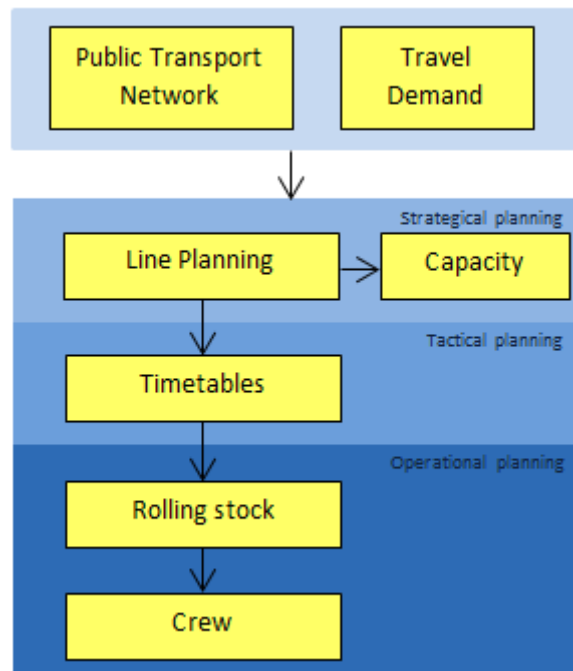 Public Transport
Network
Travel
Demand
Strategical planning
Line Planning
Capacity
Tactical planning
Timetables
Operational planning
Rolling stock
Crew